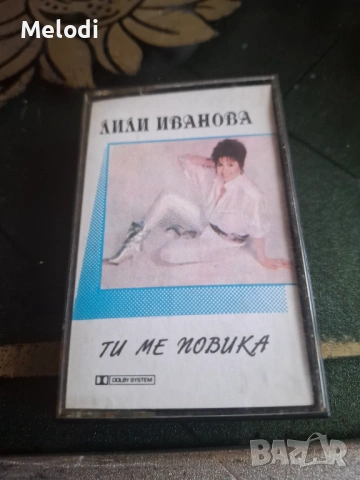 Melodi
ЛИЛИ ИВАНОВА
ТИ МЕ ПОВИКА
DOLBY SYSTEM
BAZAR